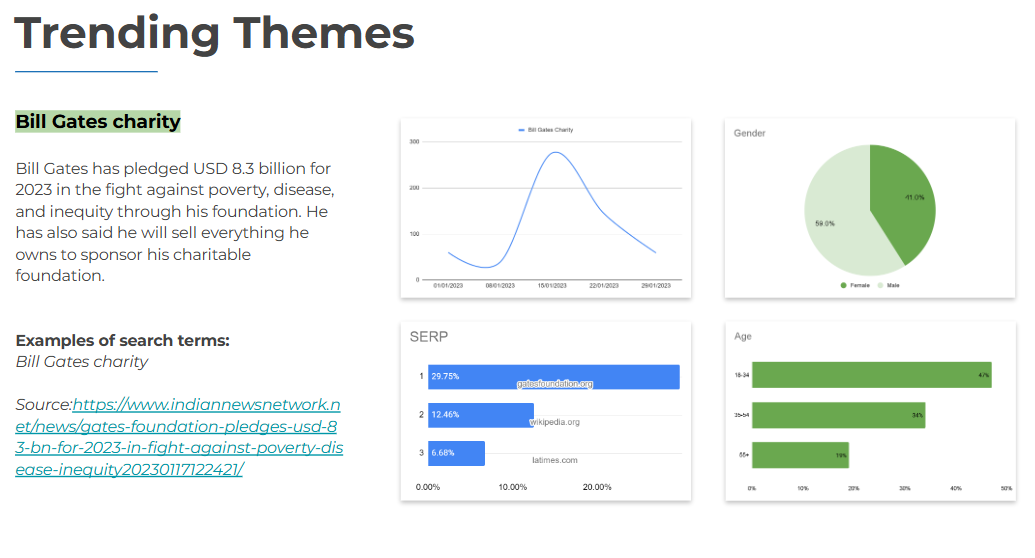 Trending Themes
Bill Gates charity
Bill Gates has pledged USD 8.3 billion for
2023 in the fight against poverty, disease,
and inequity through his foundation. He
has also said he will sell everything he
owns to sponsor his charitable
foundation.
Examples of search terms:
Bill Gates charity
Source:https://www.indiannewsnetwork.n
et/news/gates-foundation-pledges-usd-8
3-bn-for-2023-in-fight-against-poverty-dis
ease-inequity20230117122421/
Bill Gates Charity
300
200
100
0
01/01/2023 08/01/2023 15/01/2023 22/01/2023 29/01/2023
Gender
41.0%
59.0%
Female Male
SERP
1 29.75% gatesfoundation.org
2 12.46% wikipedia.org
3 6.68% latimes.com
0.00% 10.00% 20.00%
Age
18-34 47%
35-54 34%
55+ 19%
0% 10% 20% 30% 40% 50%